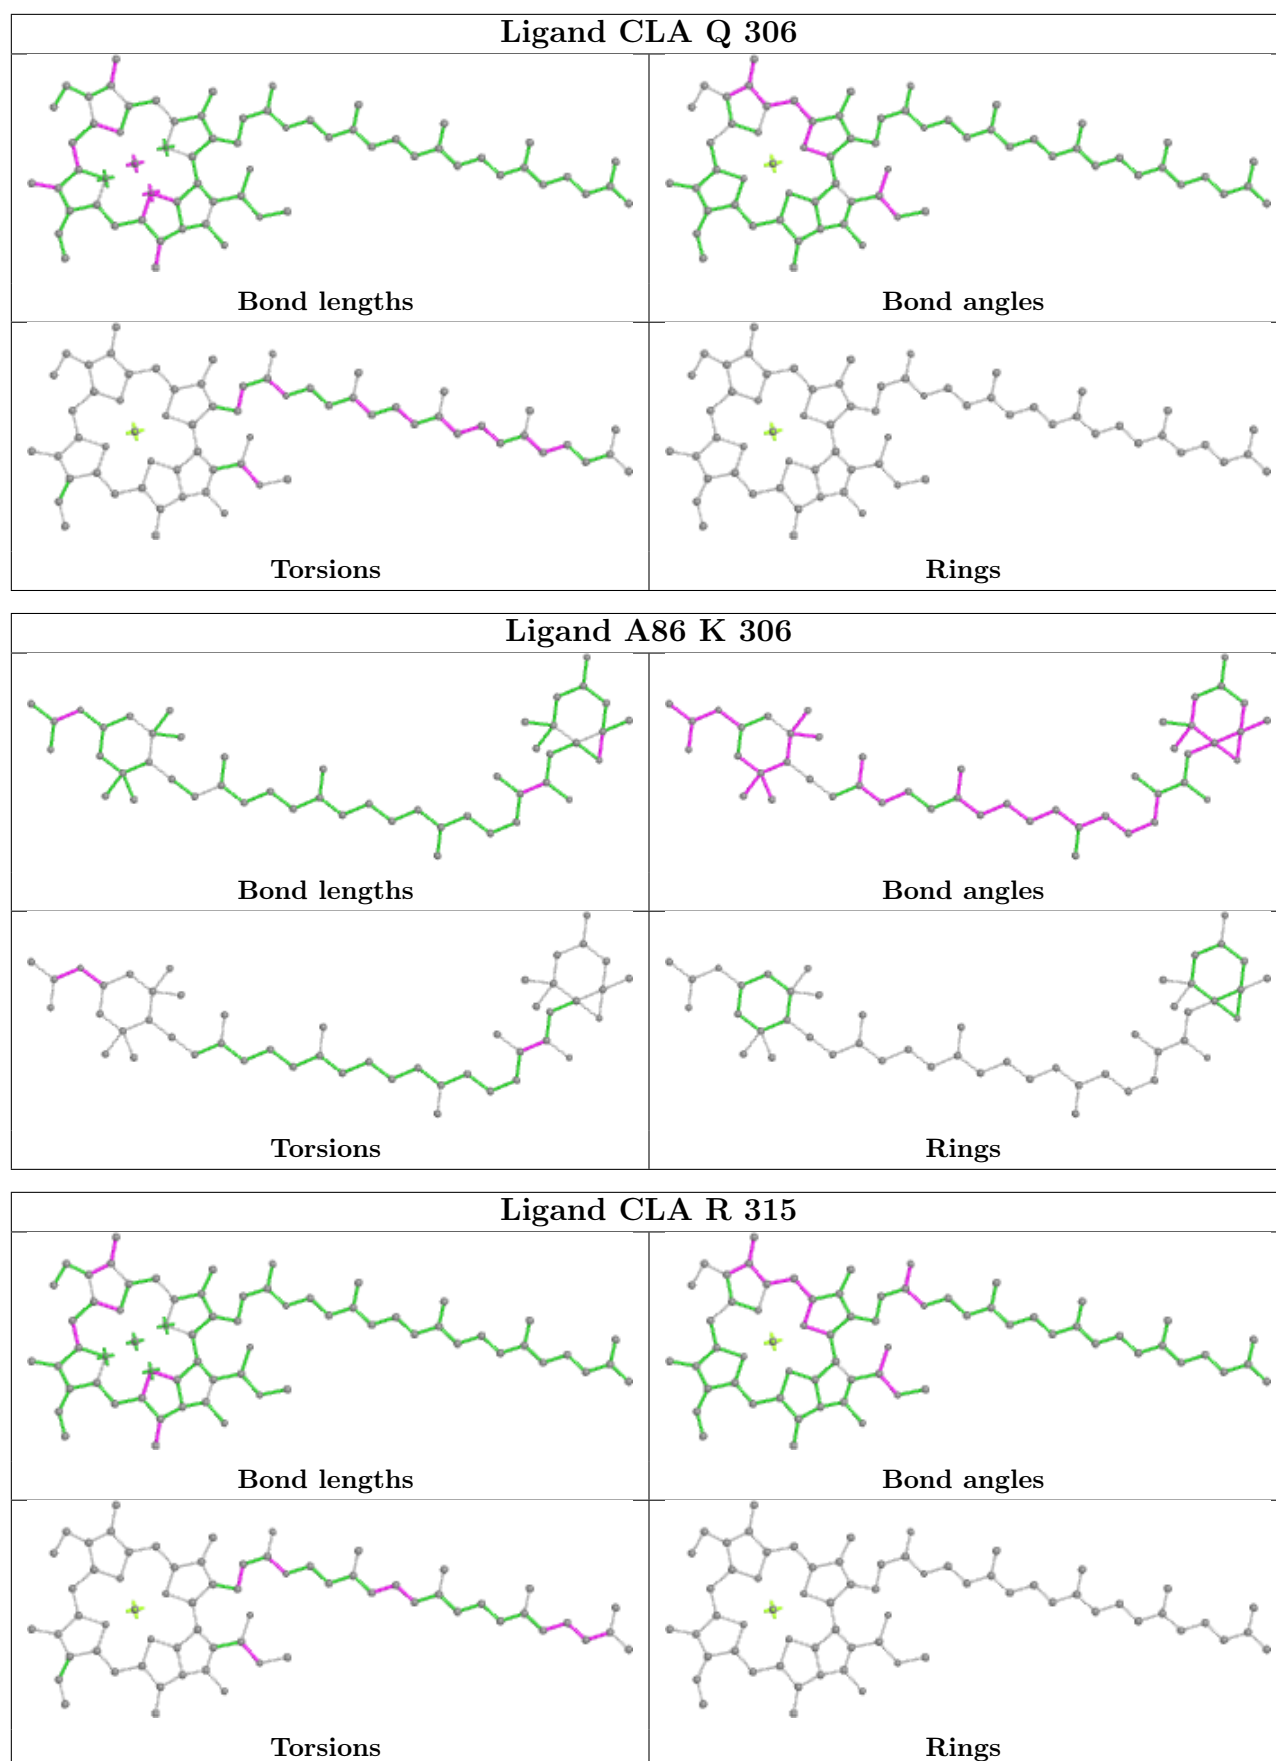 Ligand CLA Q 306
Bond lengths
Bond angles
Torsions
Rings
Ligand A86 K 306
Bond lengths
Bond angles
Torsions
Rings
Ligand CLA R 315
Bond lengths
Bond angles
Torsions
Rings